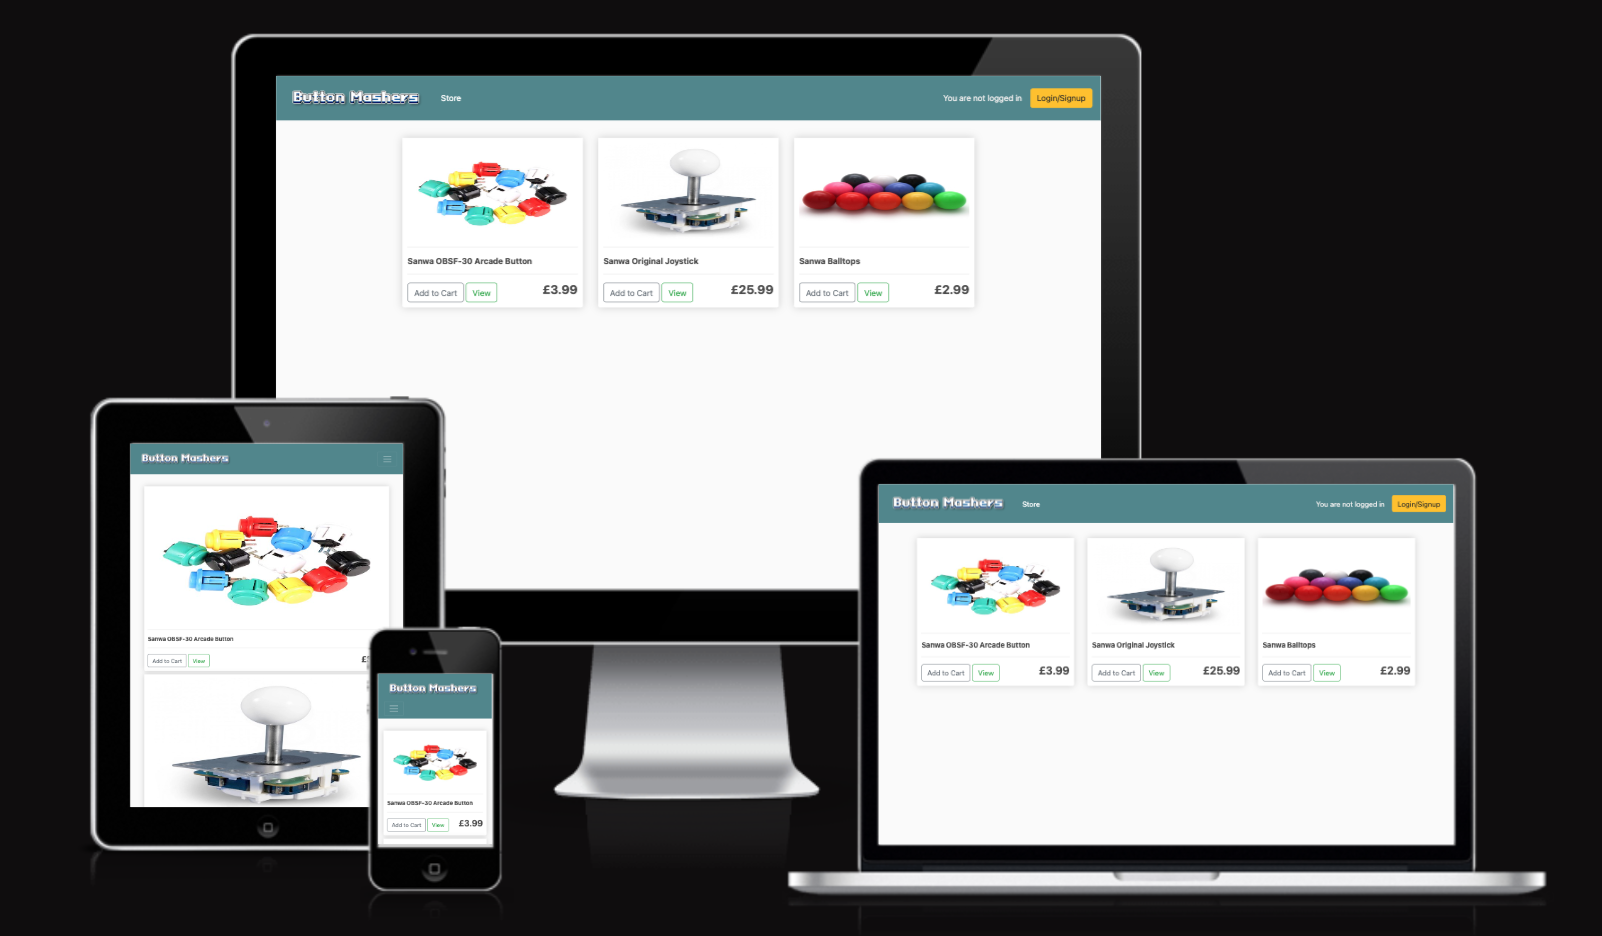 Button Mashers Store You are not logged in Login/Signup
Sanwa OBSF-30 Arcade Button Sanwa Original Joystick Sanwa Balltops
Add to Cart View £3.99 Add to Cart View £25.99 Add to Cart View £2.99
Button Mashers
Sanwa OBSF-30 Arcade Button
Add to Cart View £
Button Mashers
Sanwa OBSF-30 Arcade Button
Add to Cart View £3.99
Button Mashers Store You are not logged in Login/Signup
Sanwa OBSF-30 Arcade Button Sanwa Original Joystick Sanwa Balltops
Add to Cart View £3.99 Add to Cart View £25.99 Add to Cart View £2.99